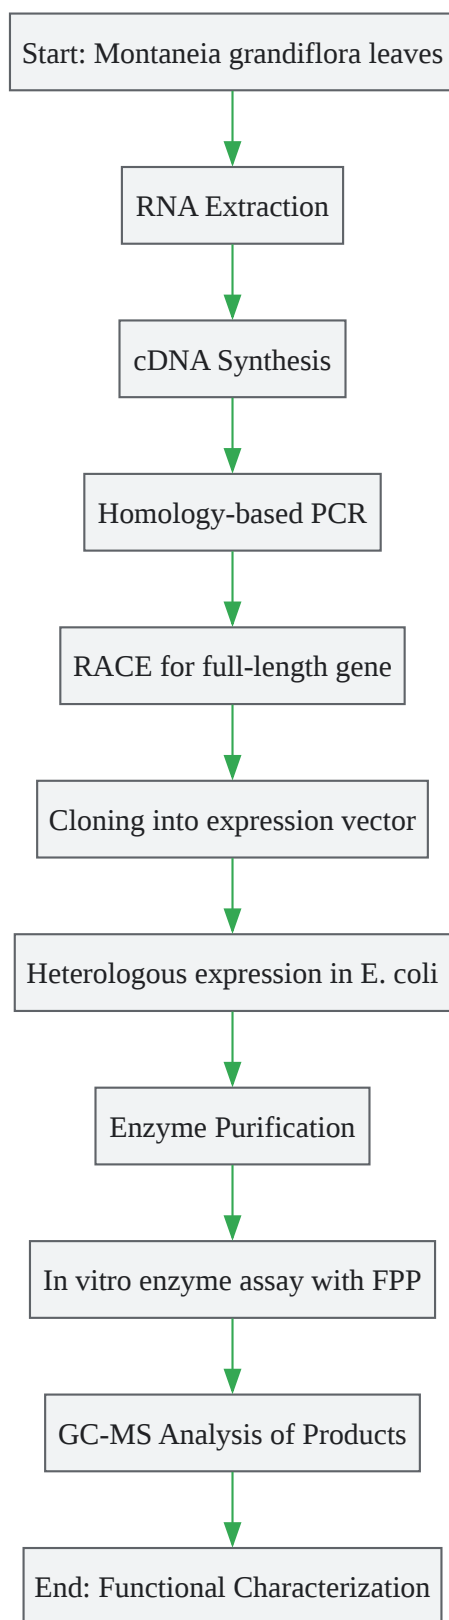 Start: Montaneia grandiflora leaves
RNA Extraction
cDNA Synthesis
Homology-based PCR
RACE for full-length gene
Cloning into expression vector
Heterologous expression in E. coli
Enzyme Purification
In vitro enzyme assay with FPP
GC-MS Analysis of Products
End: Functional Characterization